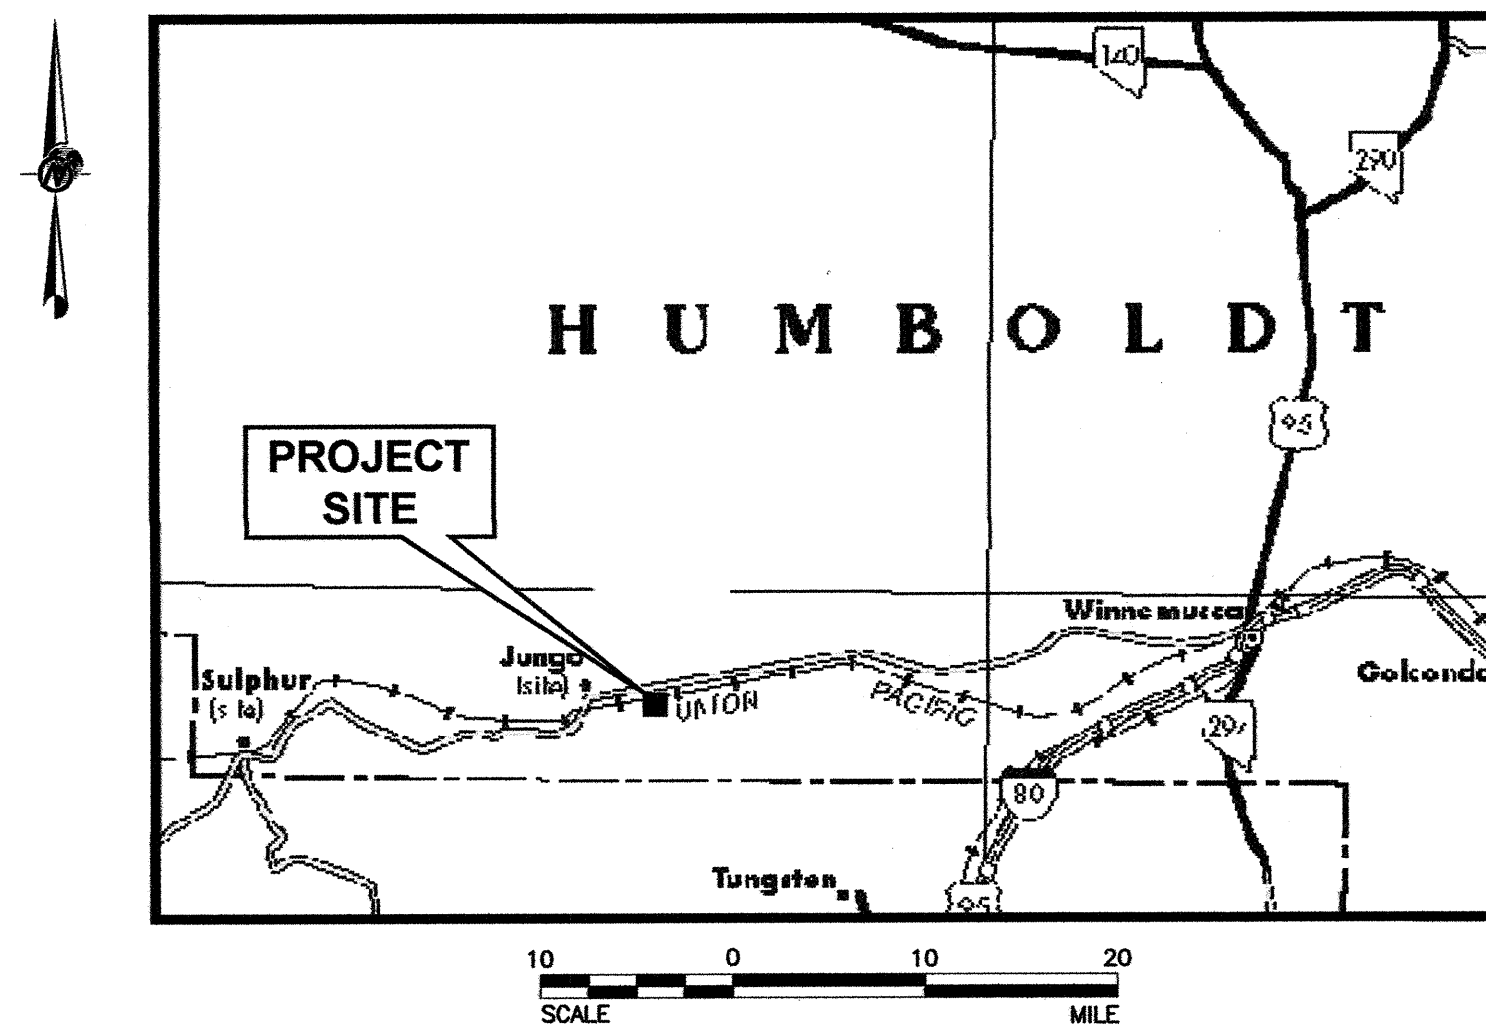 140
290
HUMBOLDT
95
PROJECT
SITE
Winnemucca
Jungo
(site)
Sulphur
(site)
Golconda
UNION
PACIFIC
N
80
Tungsten
95
10 0 10 20
SCALE MILE